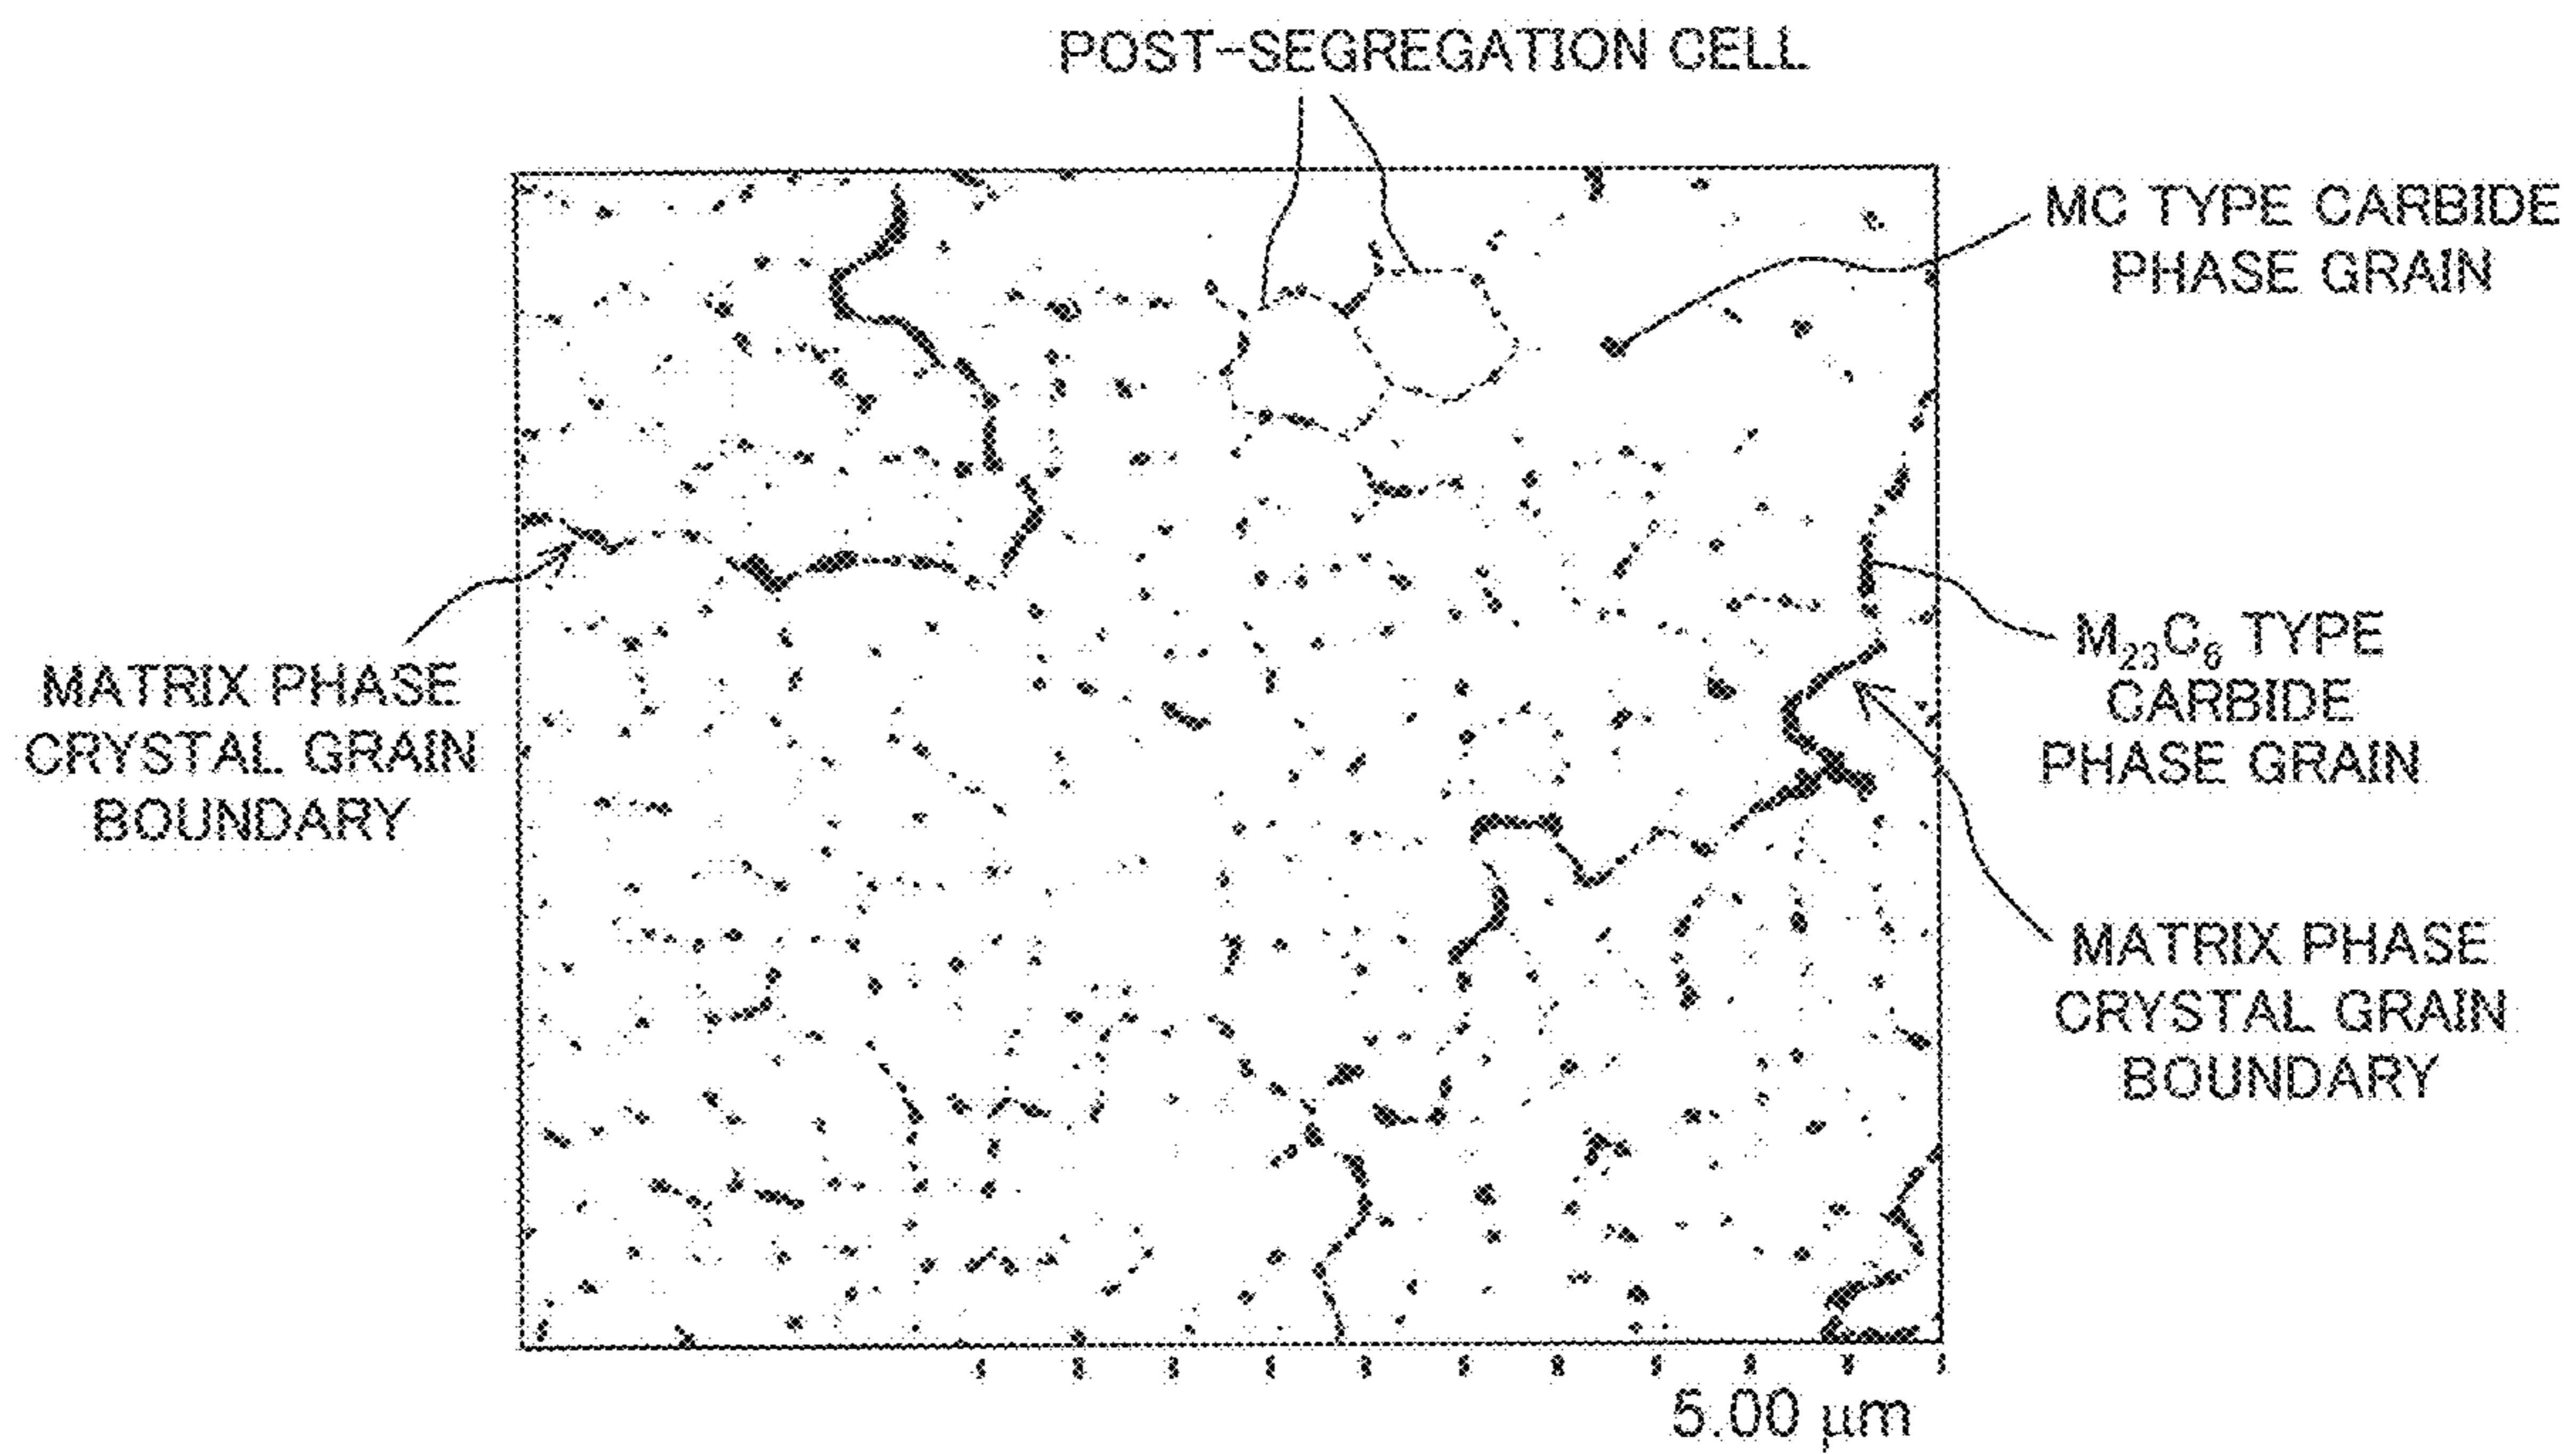 POST-SEGREGATION CELL
MC TYPE CARBIDE
PHASE GRAIN
M₂₃C₆ TYPE
CARBIDE
PHASE GRAIN
MATRIX PHASE
CRYSTAL GRAIN
BOUNDARY
MATRIX PHASE
CRYSTAL GRAIN
BOUNDARY
5.00 μm